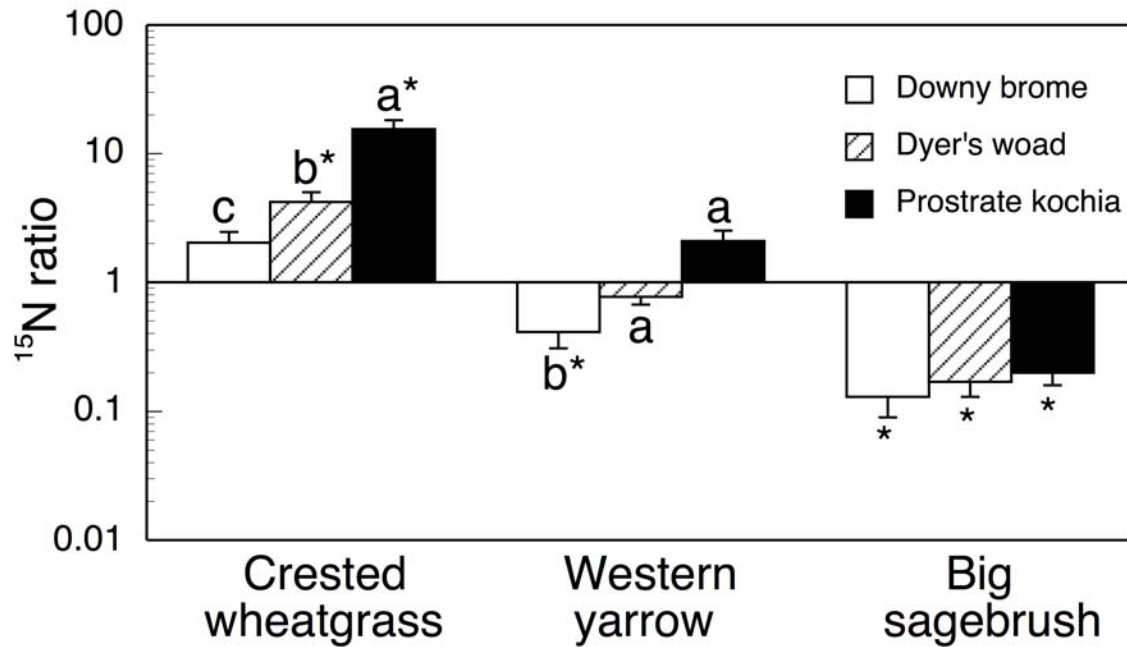 100
10
1
0.1
0.01
¹⁵N ratio
Downy brome
Dyer's woad
Prostrate kochia
c
b*
a*
b*
a
a
*
*
*
Crested
wheatgrass
Western
yarrow
Big
sagebrush